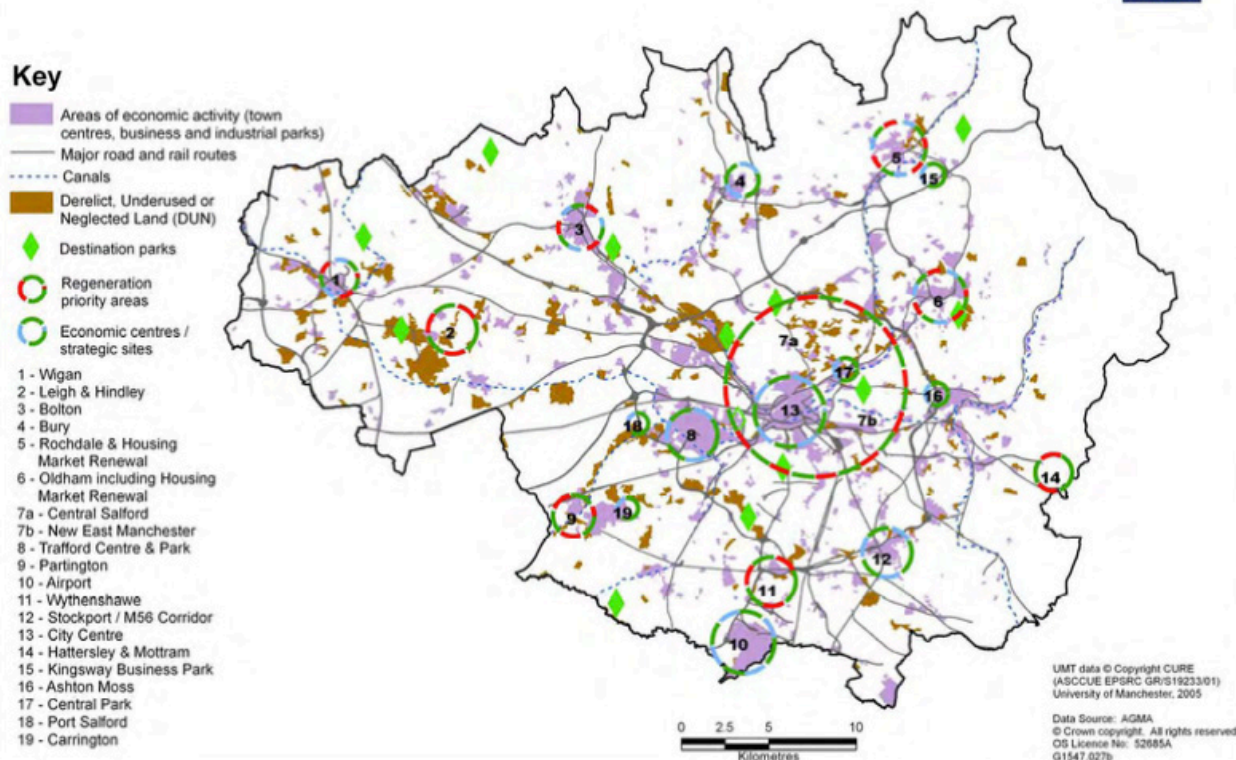 Key
Areas of economic activity (town
centres, business and industrial parks)
Major road and rail routes
Canals
Derelict, Underused or
Neglected Land (DUN)
Destination parks
Regeneration
priority areas
Economic centres /
strategic sites
1 - Wigan
2 - Leigh & Hindley
3 - Bolton
4 - Bury
5 - Rochdale & Housing
Market Renewal
6 - Oldham including Housing
Market Renewal
7a - Central Salford
7b - New East Manchester
8 - Trafford Centre & Park
9 - Partington
10 - Airport
11 - Wythenshawe
12 - Stockport / M56 Corridor
13 - City Centre
14 - Hattersley & Mottram
15 - Kingsway Business Park
16 - Ashton Moss
17 - Central Park
18 - Port Salford
19 - Carrington
5
15
4
3
1
6
2
7a
17
16
13
7b
18
8
14
9
19
12
11
10
0 2.5 5 10
Kilometres
UMT data © Copyright CURE
(ASCCUE EPSRC GR/S19233/01)
University of Manchester, 2005
Data Source: AGMA
© Crown copyright. All rights reserved
OS Licence No: 52685A
G1547.027b